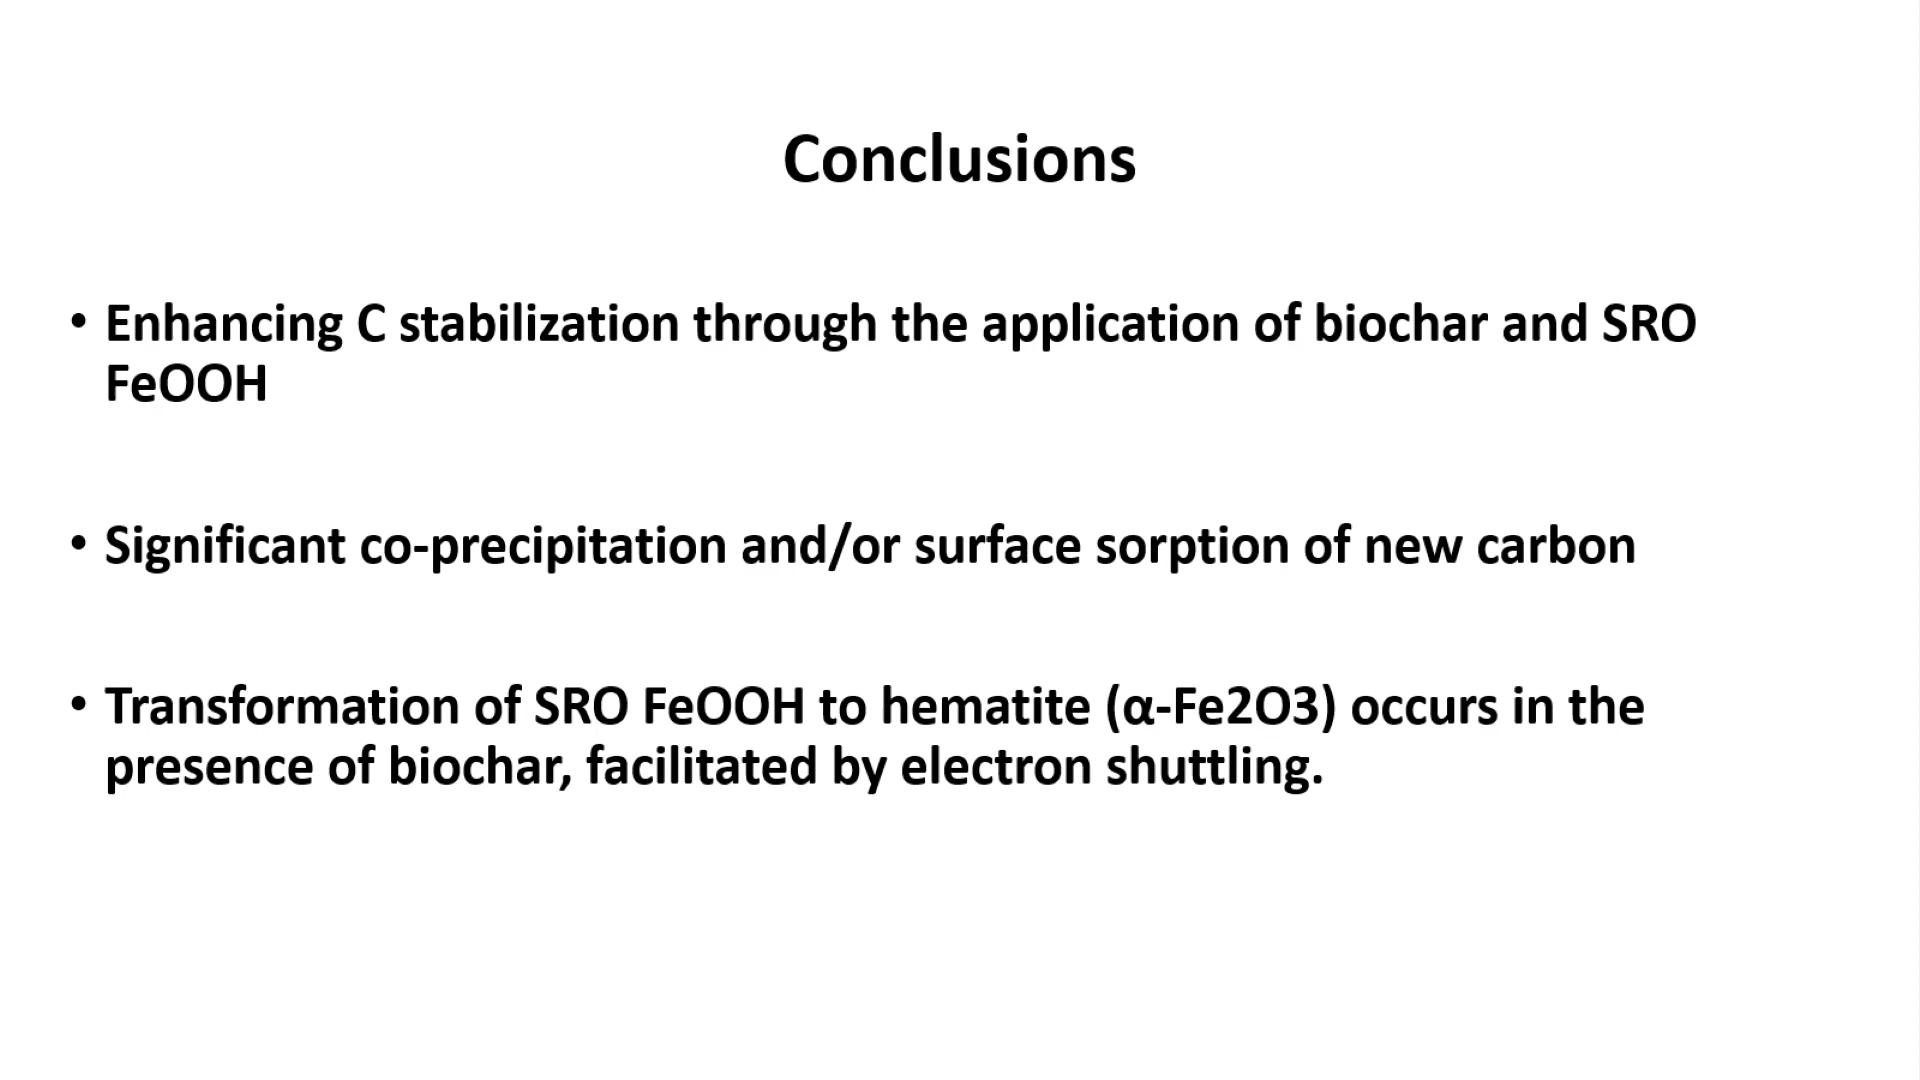 Conclusions
• Enhancing C stabilization through the application of biochar and SRO
FeOOH
• Significant co-precipitation and/or surface sorption of new carbon
• Transformation of SRO FeOOH to hematite (α-Fe2O3) occurs in the
presence of biochar, facilitated by electron shuttling.